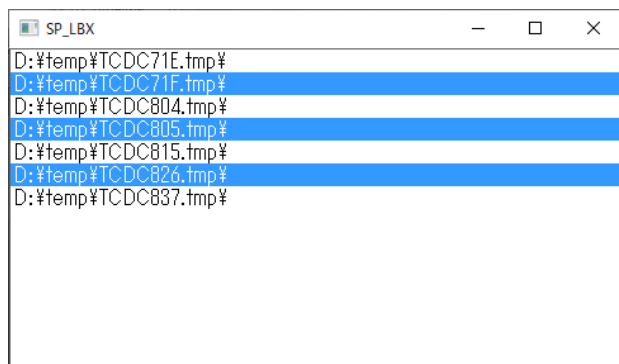 SP_LBX
D:¥temp¥TCDC71E.tmp¥
D:¥temp¥TCDC71F.tmp¥
D:¥temp¥TCDC804.tmp¥
D:¥temp¥TCDC805.tmp¥
D:¥temp¥TCDC815.tmp¥
D:¥temp¥TCDC826.tmp¥
D:¥temp¥TCDC837.tmp¥